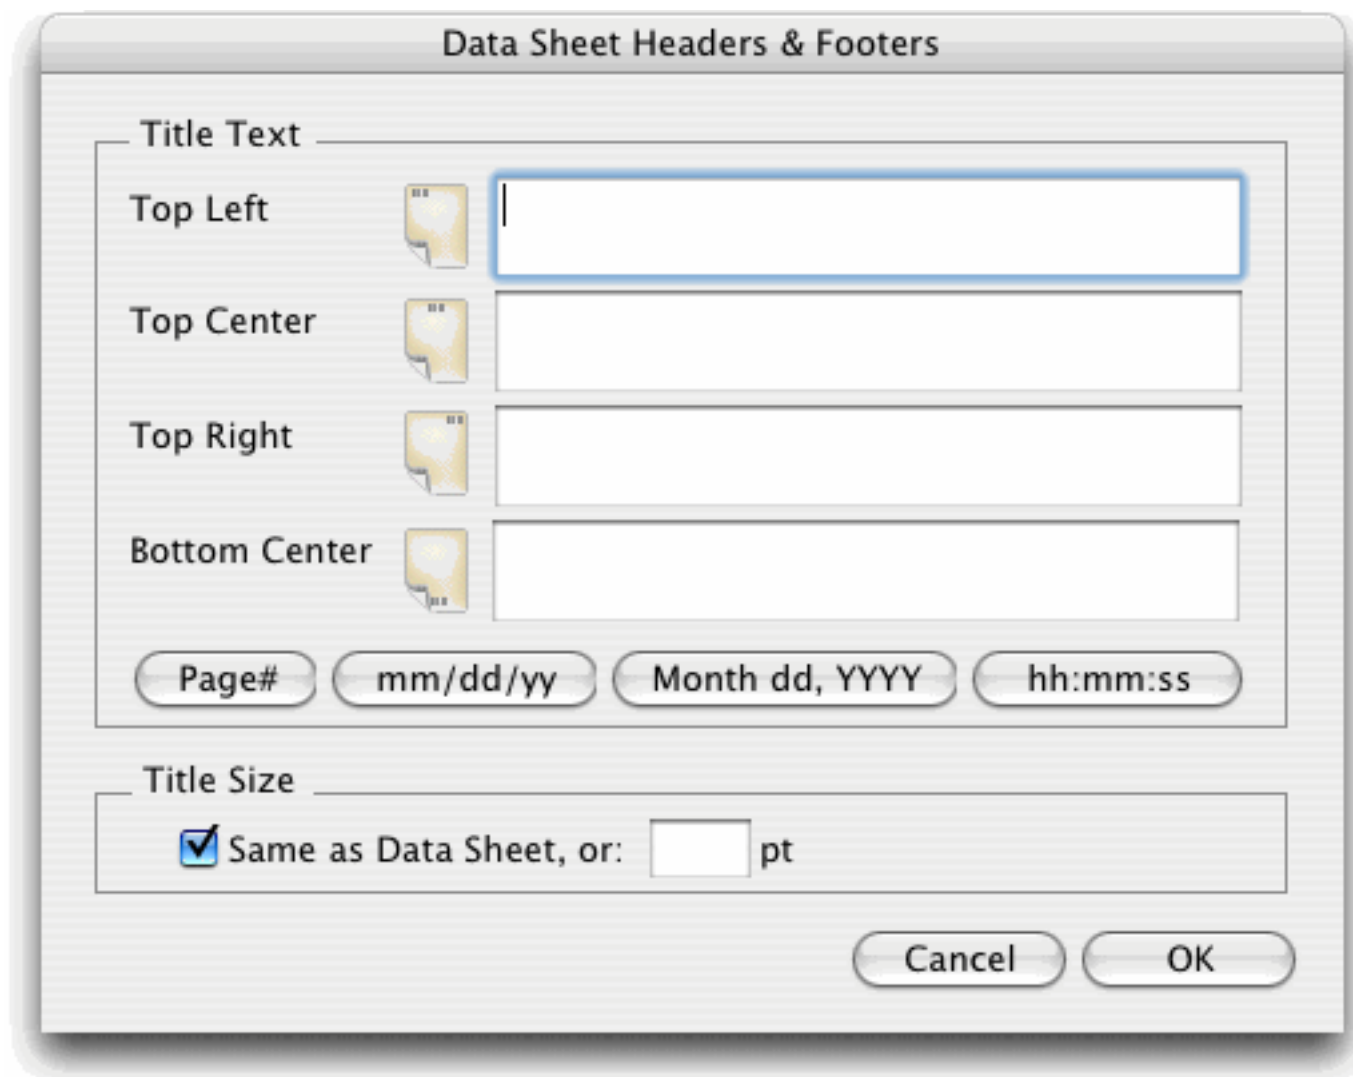 Data Sheet Headers & Footers
Title Text
Top Left
Top Center
Top Right
Bottom Center
Page# mm/dd/yy Month dd, YYYY hh:mm:ss
Title Size
Same as Data Sheet, or: pt
Cancel OK